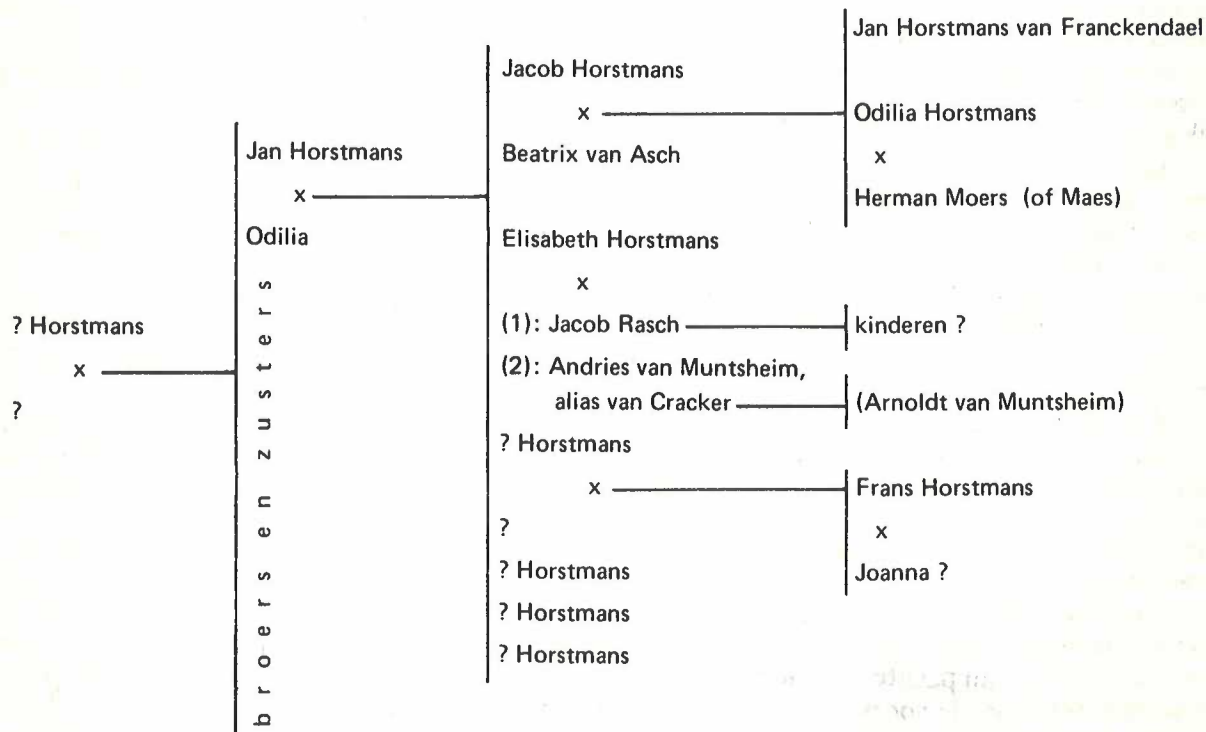 ? Horstmans
x
?
Jan Horstmans
x
Odilia
broers en zusters
Jacob Horstmans
x
Beatrix van Asch
Elisabeth Horstmans
x
(1): Jacob Rasch
(2): Andries van Muntsheim,
alias van Cracker
? Horstmans
x
?
? Horstmans
? Horstmans
? Horstmans
Jan Horstmans van Franckendael
Odilia Horstmans
x
Herman Moers (of Maes)
kinderen ?
(Arnoldt van Muntsheim)
Frans Horstmans
x
Joanna ?